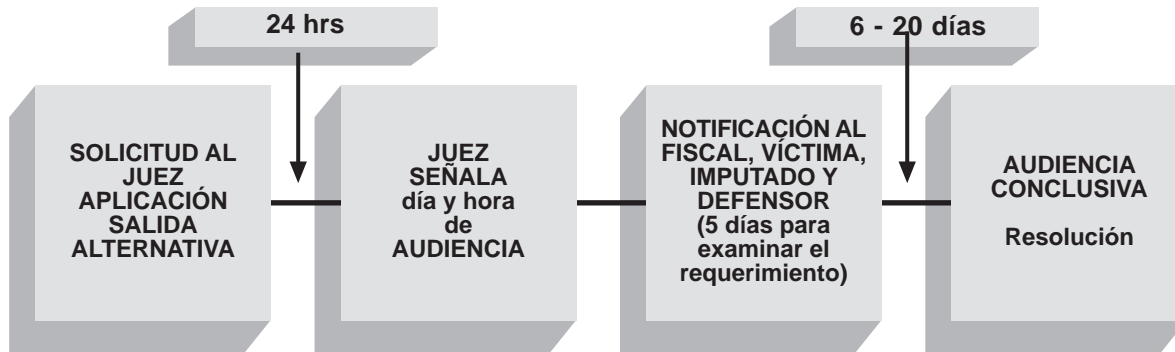 24 hrs
6 - 20 días
SOLICITUD AL
JUEZ
APLICACIÓN
SALIDA
ALTERNATIVA
JUEZ
SEÑALA
día y hora
de
AUDIENCIA
NOTIFICACIÓN AL
FISCAL, VÍCTIMA,
IMPUTADO Y
DEFENSOR
(5 días para
examinar el
requerimiento)
AUDIENCIA
CONCLUSIVA
Resolución